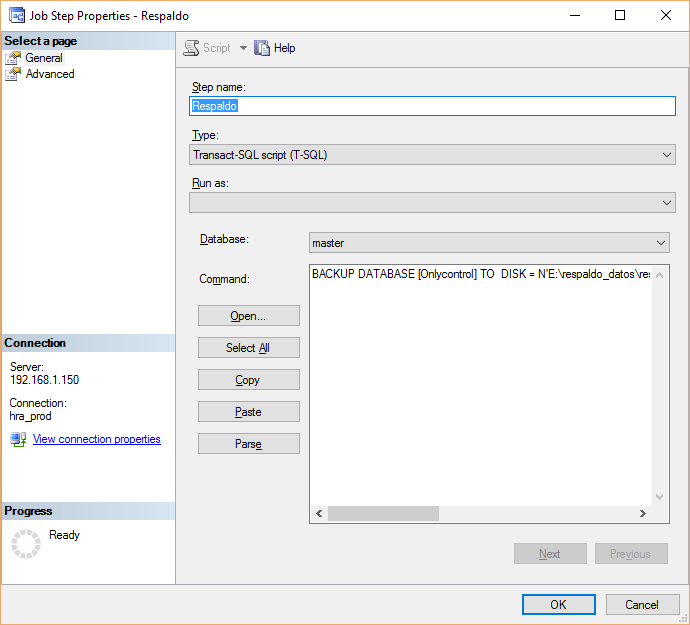 Job Step Properties - Respaldo
Select a page
General
Advanced
Script
Help
Step name:
Respaldo
Type:
Transact-SQL script (T-SQL)
Run as:
Database:
master
Command:
BACKUP DATABASE [Onlycontrol] TO  DISK = N'E:\respaldo_datos\res
Open...
Select All
Copy
Paste
Parse
Connection
Server:
192.168.1.150
Connection:
hra_prod
View connection properties
Progress
Ready
Next
Previous
OK
Cancel